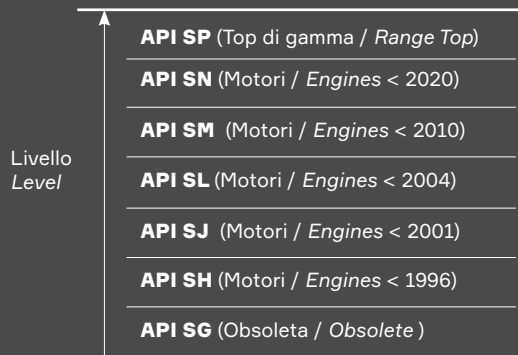 API SP (Top di gamma / Range Top)
API SN (Motori / Engines < 2020)
API SM (Motori / Engines < 2010)
Livello
Level
API SL (Motori / Engines < 2004)
API SJ (Motori / Engines < 2001)
API SH (Motori / Engines < 1996)
API SG (Obsoleta / Obsolete )